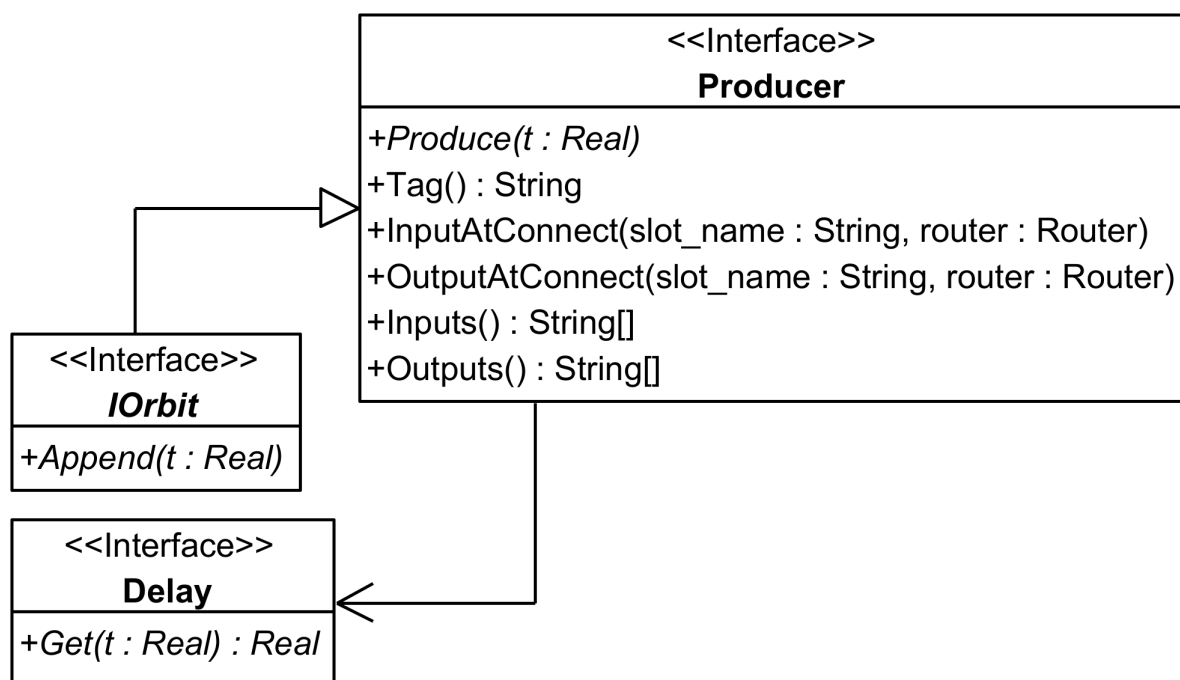 <<Interface>>
Producer
+Produce(t : Real)
+Tag() : String
+InputAtConnect(slot_name : String, router : Router)
+OutputAtConnect(slot_name : String, router : Router)
+Inputs() : String[]
+Outputs() : String[]
<<Interface>>
IOrbit
+Append(t : Real)
<<Interface>>
Delay
+Get(t : Real) : Real